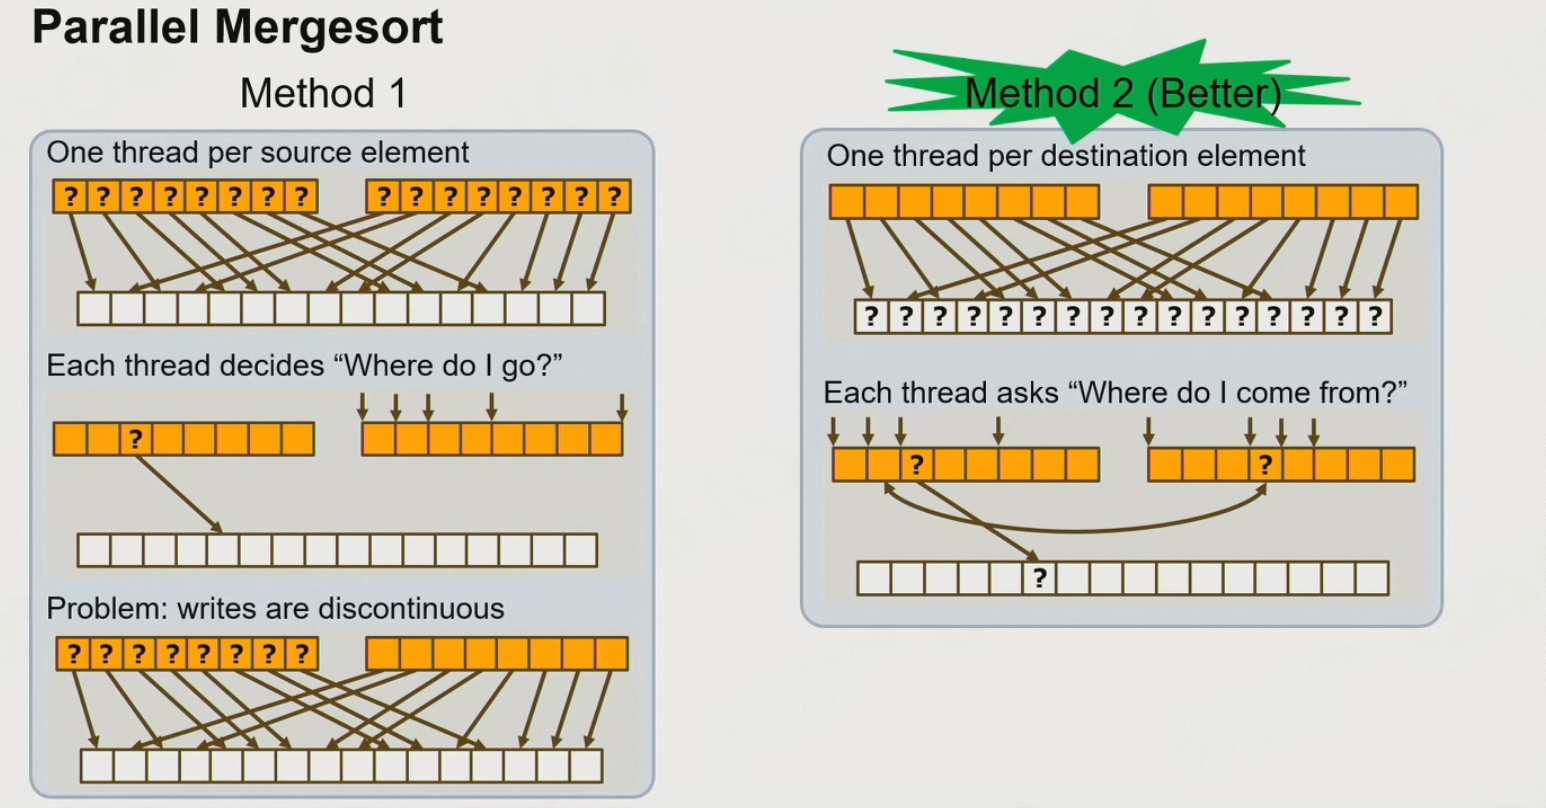 Parallel Mergesort
Method 1
One thread per source element
? ? ? ? ? ? ? ? ? ? ? ? ? ? ? ?
Each thread decides “Where do I go?”
?
Problem: writes are discontinuous
? ? ? ? ? ? ? ?
Method 2 (Better)
One thread per destination element
? ? ? ? ? ? ? ? ? ? ? ? ? ? ? ?
Each thread asks “Where do I come from?”
? ?
?